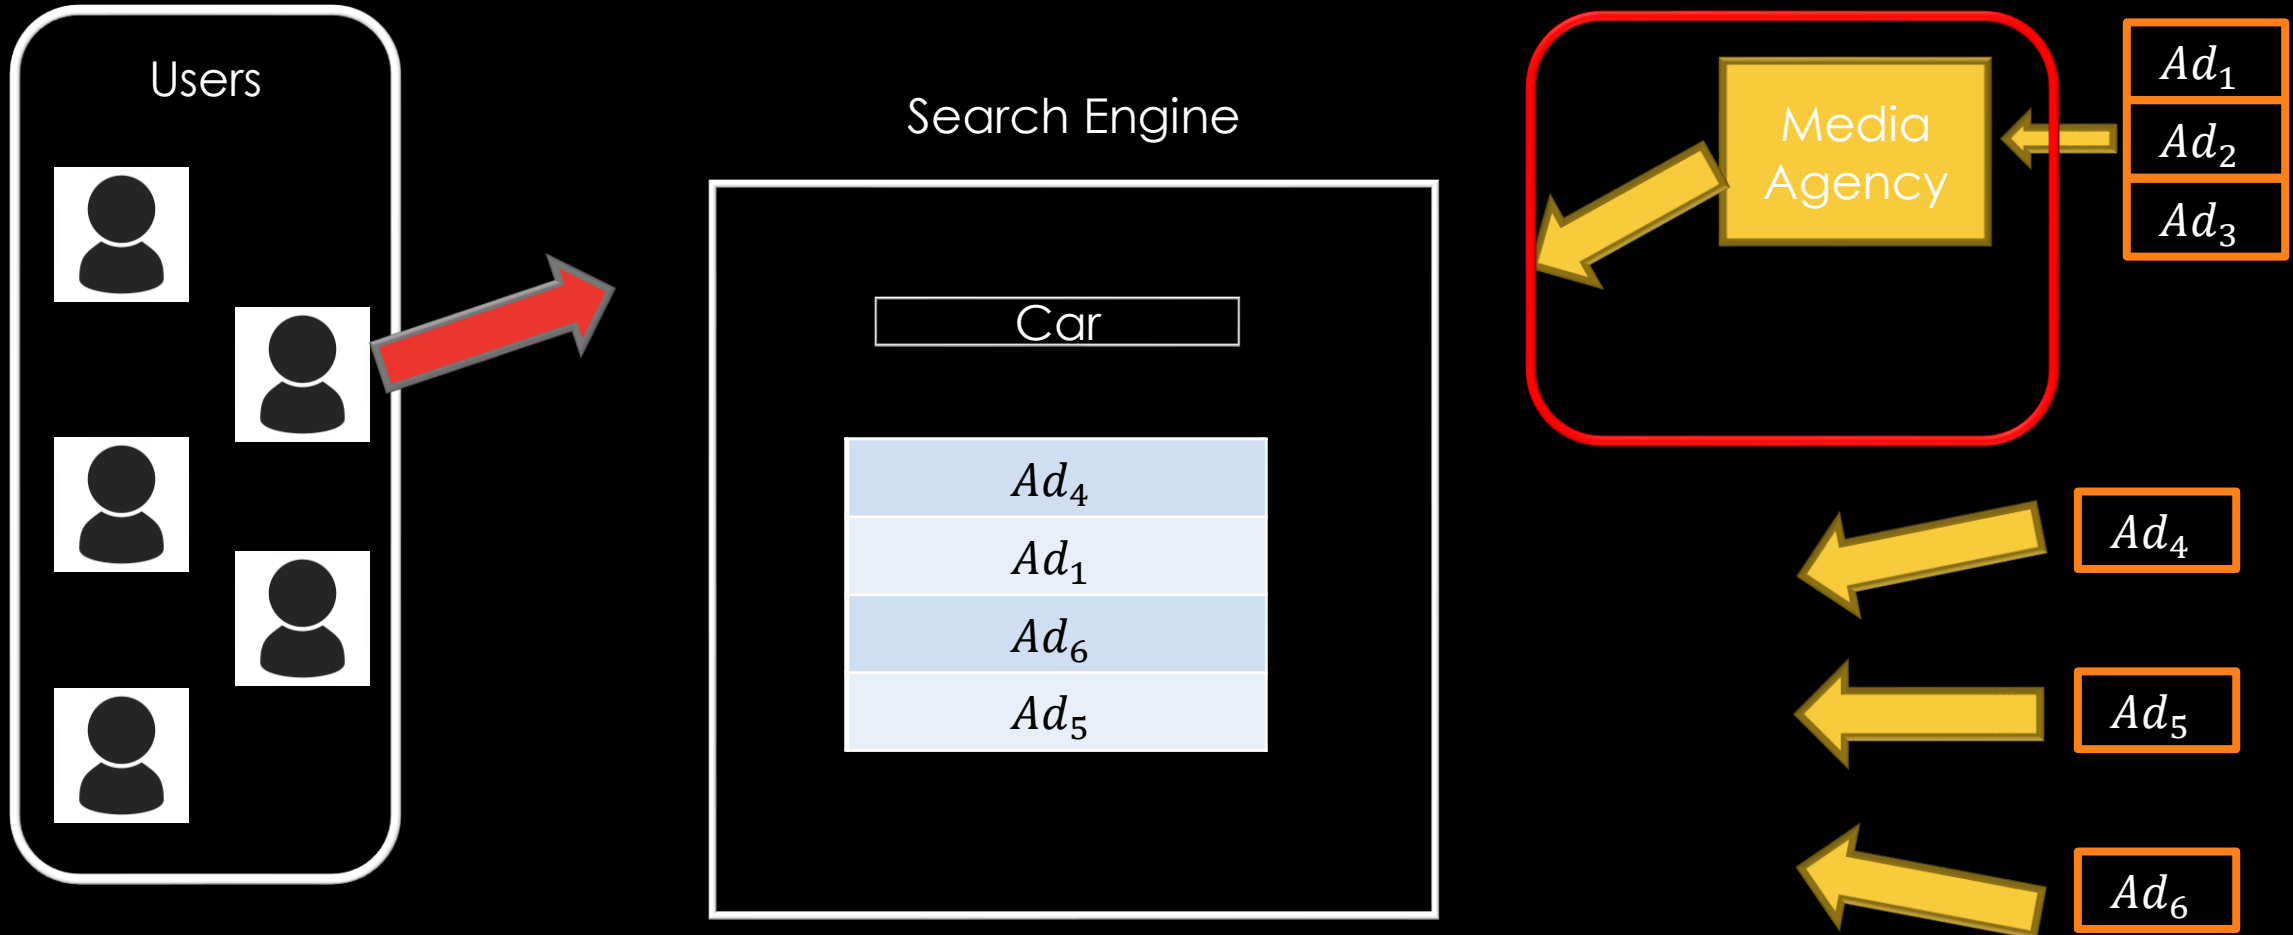 Users
Search Engine
Car
Ad₄
Ad₁
Ad₆
Ad₅
Media
Agency
Ad₁
Ad₂
Ad₃
Ad₄
Ad₅
Ad₆